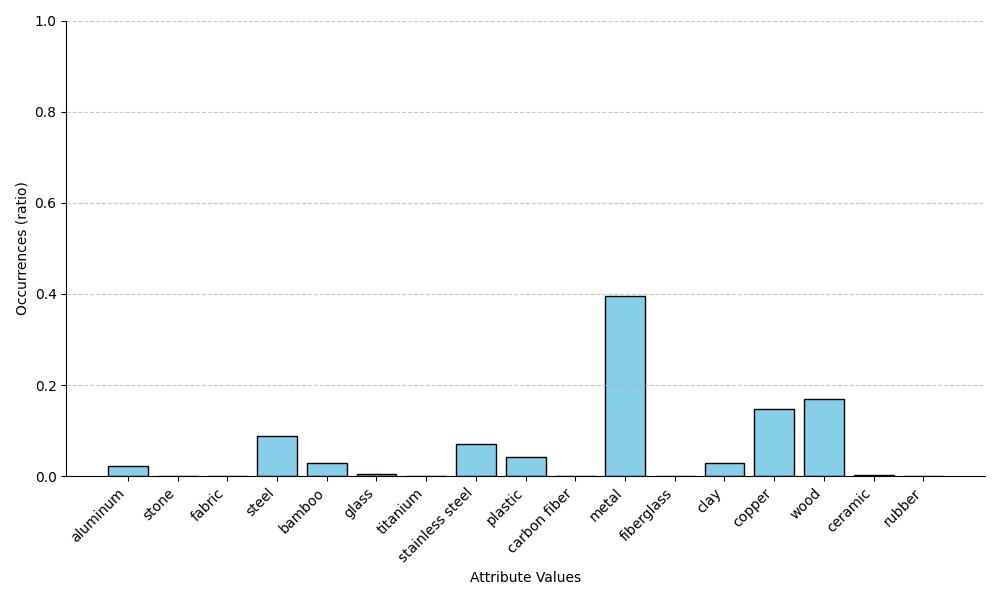 1.0
0.8
0.6
0.4
0.2
0.0
Occurrences (ratio)
aluminum
stone
fabric
steel
bamboo
glass
titanium
stainless steel
plastic
carbon fiber
metal
fiberglass
clay
copper
wood
ceramic
rubber
Attribute Values